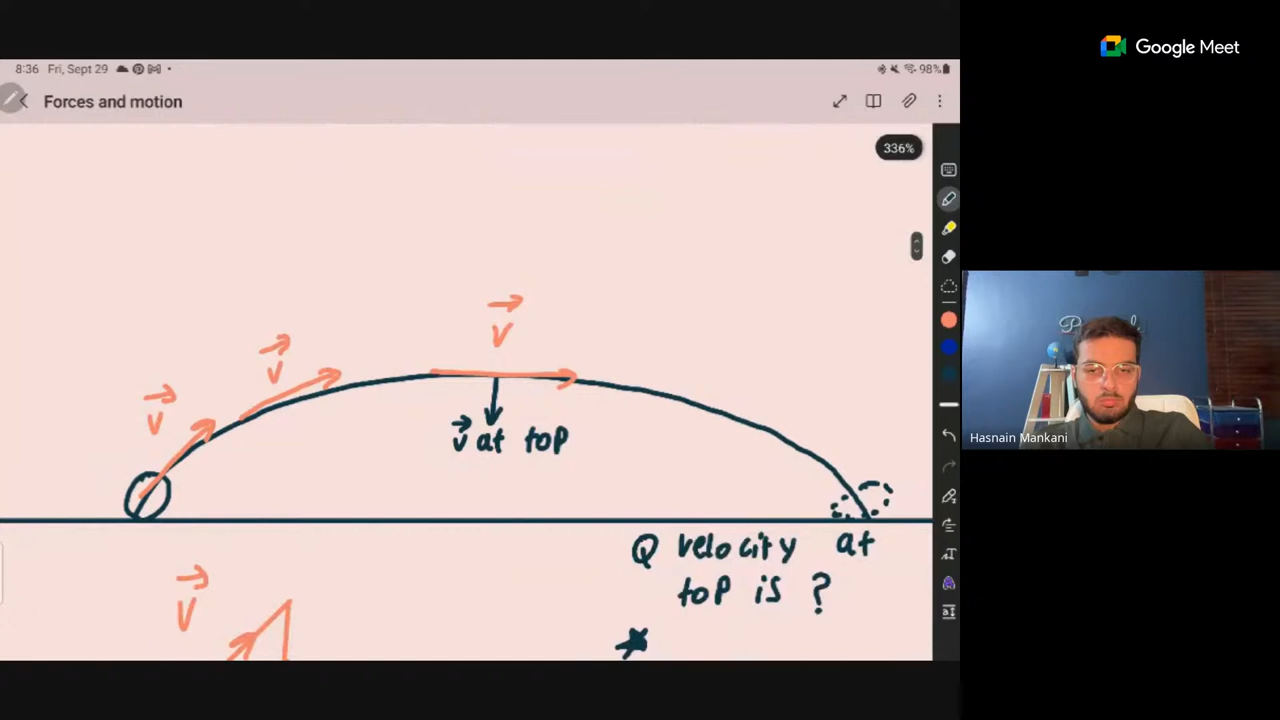 Google Meet
8:36 Fri, Sept 29
98%
Forces and motion
336%
v
v
v
v at top
Q velocity at
top is ?
v
Hasnain Mankani